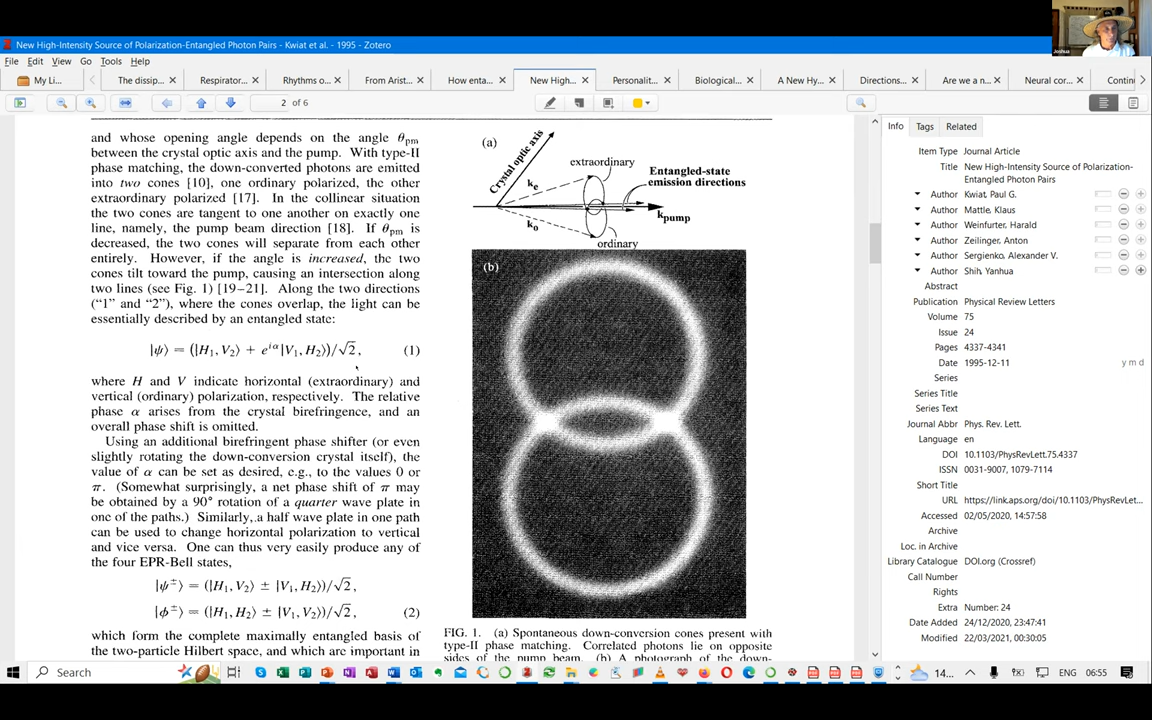 New High-Intensity Source of Polarization-Entangled Photon Pairs - Kwiat et al. - 1995 - Zotero
Joshua
File Edit View Go Tools Help
My Li...
The dissip...
Respirator...
Rhythms o...
From Arist...
How enta...
New High...
Personalit...
Biological...
A New Hy...
Directions...
Are we a n...
Neural cor...
Contin
2 of 6
and whose opening angle depends on the angle θpm
between the crystal optic axis and the pump. With type-II
phase matching, the down-converted photons are emitted
into two cones [10], one ordinary polarized, the other
extraordinary polarized [17]. In the collinear situation
the two cones are tangent to one another on exactly one
line, namely, the pump beam direction [18]. If θpm is
decreased, the two cones will separate from each other
entirely. However, if the angle is increased, the two
cones tilt toward the pump, causing an intersection along
two lines (see Fig. 1) [19–21]. Along the two directions
(“1” and “2”), where the cones overlap, the light can be
essentially described by an entangled state:
|ψ⟩ = (|H1, V2⟩ + e^iα|V1, H2⟩)/√2, (1)
where H and V indicate horizontal (extraordinary) and
vertical (ordinary) polarization, respectively. The relative
phase α arises from the crystal birefringence, and an
overall phase shift is omitted.
Using an additional birefringent phase shifter (or even
slightly rotating the down-conversion crystal itself), the
value of α can be set as desired, e.g., to the values 0 or
π. (Somewhat surprisingly, a net phase shift of π may
be obtained by a 90° rotation of a quarter wave plate in
one of the paths.) Similarly, a half wave plate in one path
can be used to change horizontal polarization to vertical
and vice versa. One can thus very easily produce any of
the four EPR-Bell states,
|ψ±⟩ = (|H1, V2⟩ ± |V1, H2⟩)/√2,
|ϕ±⟩ = (|H1, H2⟩ ± |V1, V2⟩)/√2, (2)
which form the complete maximally entangled basis of
the two-particle Hilbert space, and which are important in
(a)
Crystal optic axis
extraordinary
ke
Entangled-state
emission directions
kpump
ko
ordinary
(b)
FIG. 1. (a) Spontaneous down-conversion cones present with
type-II phase matching. Correlated photons lie on opposite
sides of the pump beam. (b) A photograph of the down-
Info Tags Related
Item Type Journal Article
Title New High-Intensity Source of Polarization-
Entangled Photon Pairs
Author Kwiat, Paul G.
Author Mattle, Klaus
Author Weinfurter, Harald
Author Zeilinger, Anton
Author Sergienko, Alexander V.
Author Shih, Yanhua
Abstract
Publication Physical Review Letters
Volume 75
Issue 24
Pages 4337-4341
Date 1995-12-11 y m d
Series
Series Title
Series Text
Journal Abbr Phys. Rev. Lett.
Language en
DOI 10.1103/PhysRevLett.75.4337
ISSN 0031-9007, 1079-7114
Short Title
URL https://link.aps.org/doi/10.1103/PhysRevLet...
Accessed 02/05/2020, 14:57:58
Archive
Loc. in Archive
Library Catalogue DOI.org (Crossref)
Call Number
Rights
Extra Number: 24
Date Added 24/12/2020, 23:47:41
Modified 22/03/2021, 00:30:05
Search
14...
ENG
06:55